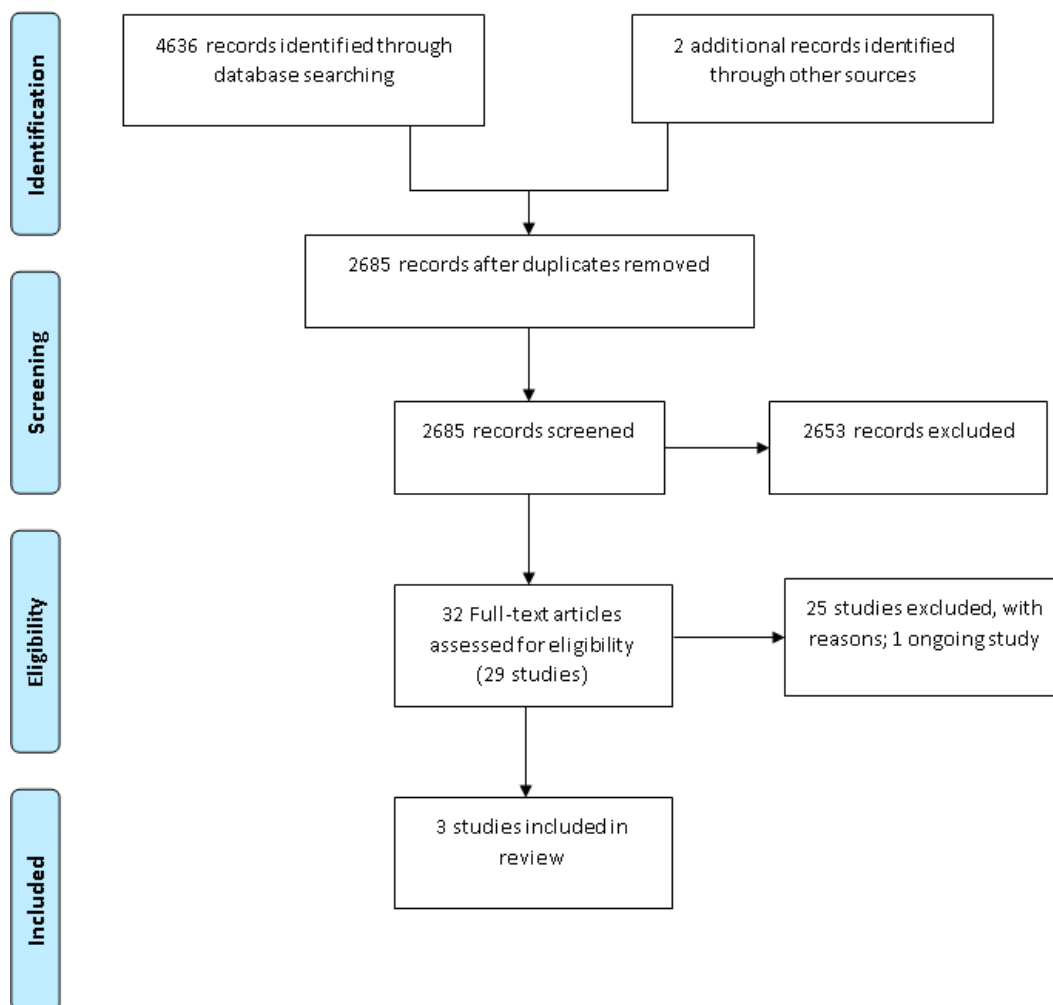 Identification
4636 records identified through
database searching
2 additional records identified
through other sources
2685 records after duplicates removed
Screening
2685 records screened
2653 records excluded
Eligibility
32 Full-text articles
assessed for eligibility
(29 studies)
25 studies excluded, with
reasons; 1 ongoing study
Included
3 studies included in
review